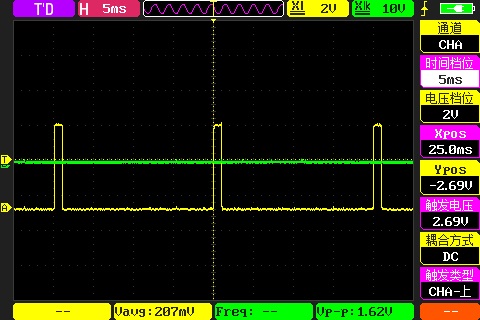 T'D
H 5ms
X1 2V
X1k 10V
通道
CHA
时间档位
5ms
电压档位
2V
Xpos
25.0ms
Ypos
-2.69V
触发电压
2.69V
耦合方式
DC
触发类型
CHA-上
T
A
--
Vavg:207mV
Freq: --
Vp-p:1.62V
--